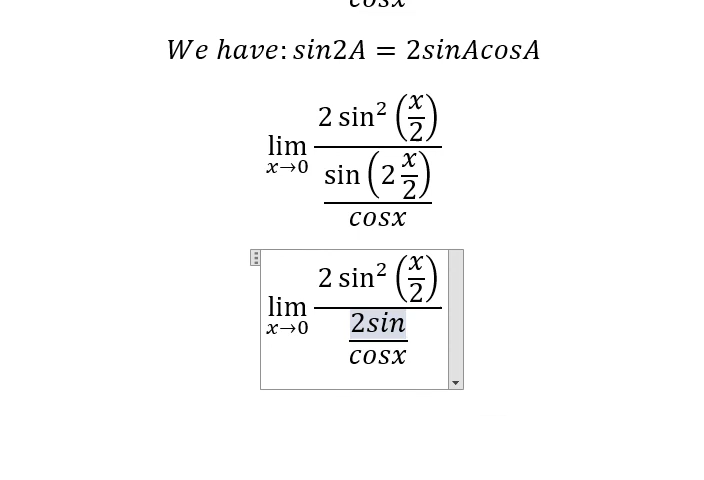 cosx
We have: sin2A = 2sinAcosA
lim x→0 2 sin² (x/2) / (sin (2 x/2) / cosx)
lim x→0 2 sin² (x/2) / (2sin / cosx)